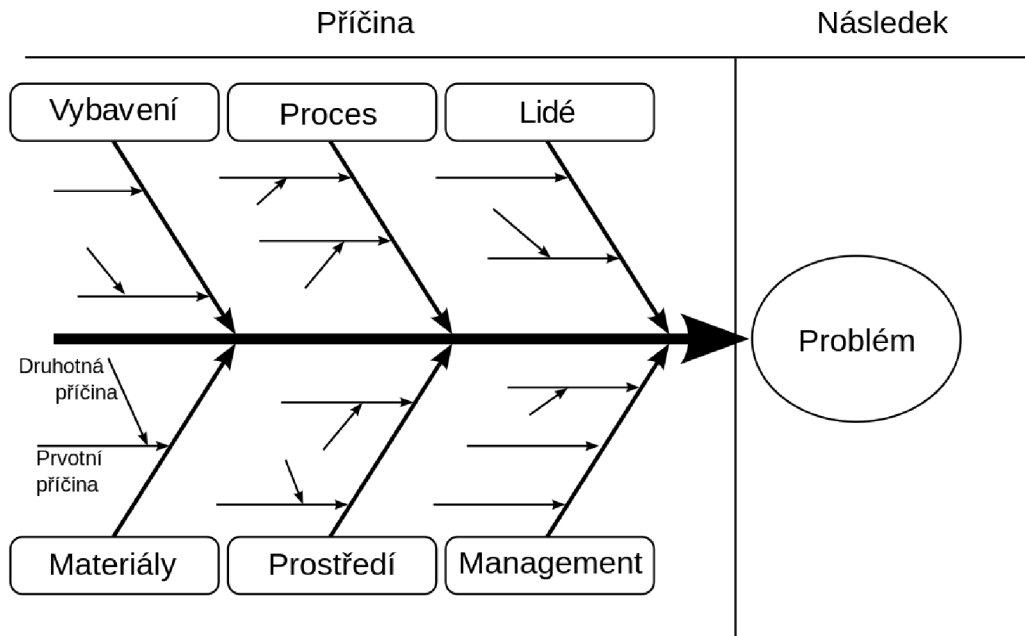 Příčina
Následek
Vybavení
Proces
Lidé
Problém
Druhotná
příčina
Prvotní
příčina
Materiály
Prostředí
Management